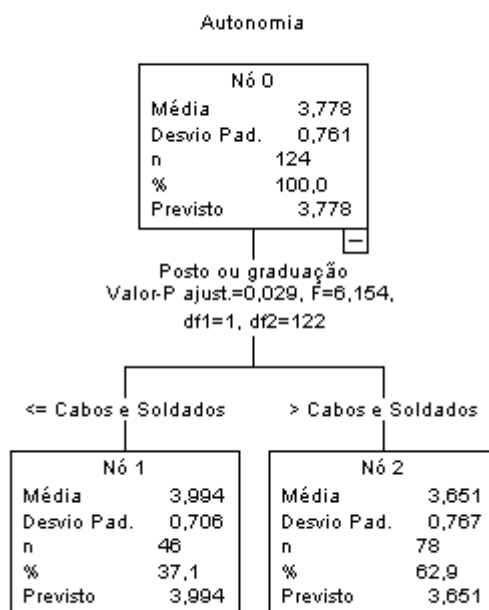 Autonomia
Nó 0
Média 3,778
Desvio Pad. 0,761
n 124
% 100,0
Previsto 3,778
Posto ou graduação
Valor-P ajust.=0,029, F=6,154,
df1=1, df2=122
<= Cabos e Soldados
> Cabos e Soldados
Nó 1
Média 3,994
Desvio Pad. 0,706
n 46
% 37,1
Previsto 3,994
Nó 2
Média 3,651
Desvio Pad. 0,767
n 78
% 62,9
Previsto 3,651